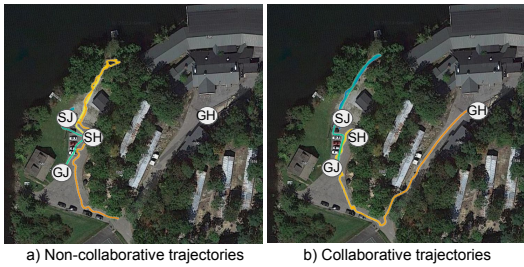 SJ
SH
GH
GJ
SJ
SH
GH
GJ
a) Non-collaborative trajectories
b) Collaborative trajectories